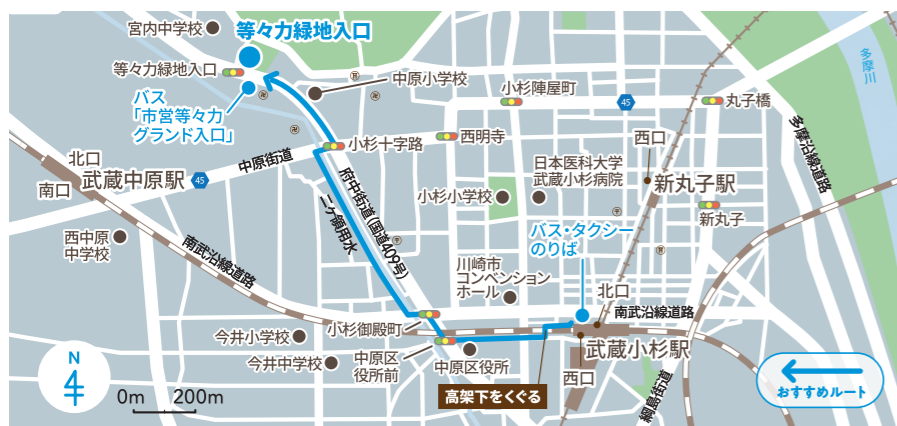 宮内中学校
等々力緑地入口
等々力緑地入口
バス
「市営等々力
グランド入口」
中原小学校
小杉陣屋町
45
丸子橋
多摩川
多摩沿線道路
小杉十字路
西明寺
西口
日本医科大学
武蔵小杉病院
新丸子駅
新丸子
小杉小学校
中原街道
45
北口
武蔵中原駅
南口
西中原
中学校
南武沿線道路
府中街道(国道409号)
二ヶ領用水
バス・タクシー
のりば
川崎市
コンベンション
ホール
北口
南武沿線道路
小杉御殿町
今井小学校
今井中学校
中原区
役所前
中原区役所
武蔵小杉駅
西口
高架下をくぐる
綱島街道
N
0m 200m
おすすめルート